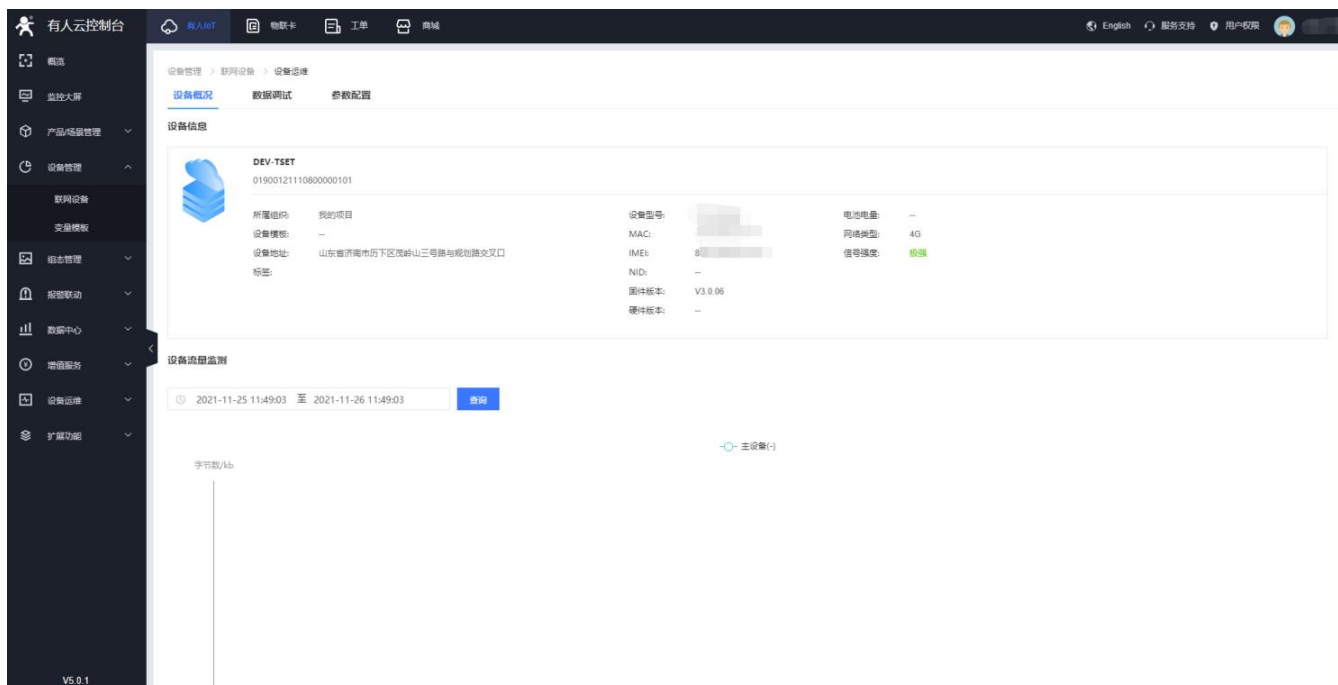 有人云控制台
有人IoT 物联卡 工单 商城
English 服务支持 用户权限
概览
监控大屏
产品/场景管理
设备管理
联网设备
变量模板
组态管理
报警联动
数据中心
增值服务
设备运维
扩展功能
V5.0.1
设备管理 > 联网设备 > 设备运维
设备概况 数据调试 参数配置
设备信息
DEV-TSET
01900121110800000101
所属组织: 我的项目
设备模板: --
设备地址: 山东省济南市历下区茂岭山三号路与规划路交叉口
标签:
设备型号:
MAC:
IMEI: 8
NID: --
固件版本: V3.0.06
硬件版本: --
电池电量: --
网络类型: 4G
信号强度: 极强
设备流量监测
2021-11-25 11:49:03 至 2021-11-26 11:49:03 查询
主设备(-)
字节数/kb